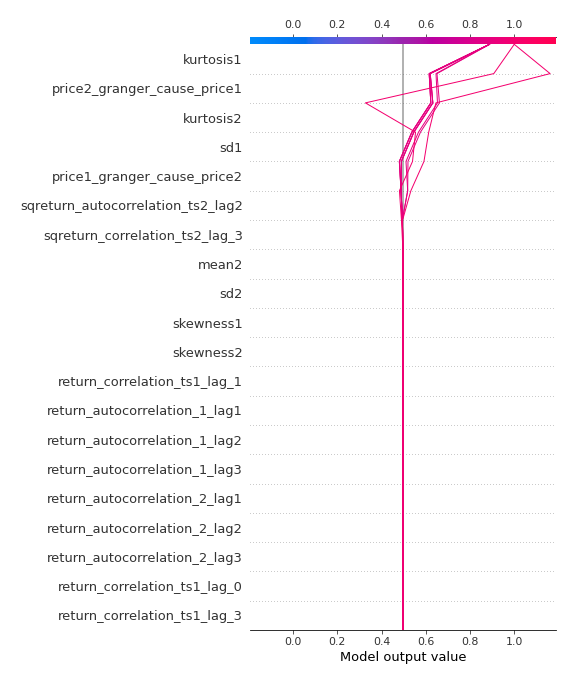 0.0 0.2 0.4 0.6 0.8 1.0
kurtosis1
price2_granger_cause_price1
kurtosis2
sd1
price1_granger_cause_price2
sqreturn_autocorrelation_ts2_lag2
sqreturn_correlation_ts2_lag_3
mean2
sd2
skewness1
skewness2
return_correlation_ts1_lag_1
return_autocorrelation_1_lag1
return_autocorrelation_1_lag2
return_autocorrelation_1_lag3
return_autocorrelation_2_lag1
return_autocorrelation_2_lag2
return_autocorrelation_2_lag3
return_correlation_ts1_lag_0
return_correlation_ts1_lag_3
0.0 0.2 0.4 0.6 0.8 1.0
Model output value